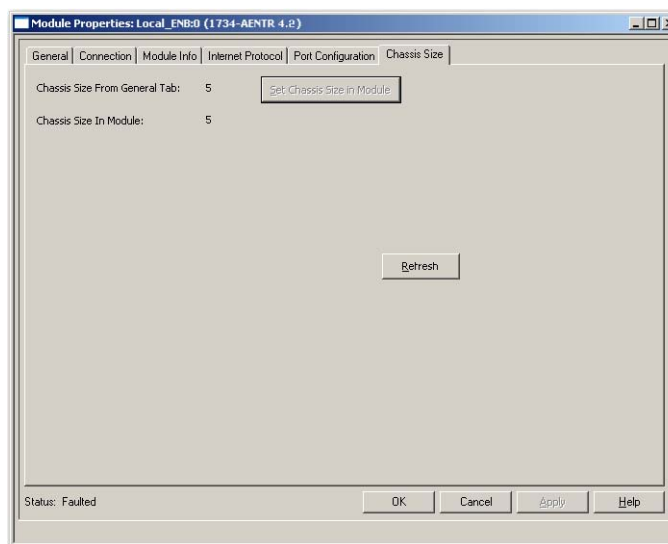 Module Properties: Local_ENB:0 (1734-AENTR 4.2)
General Connection Module Info Internet Protocol Port Configuration Chassis Size
Chassis Size From General Tab: 5 Set Chassis Size in Module
Chassis Size In Module: 5
Refresh
Status: Faulted OK Cancel Apply Help